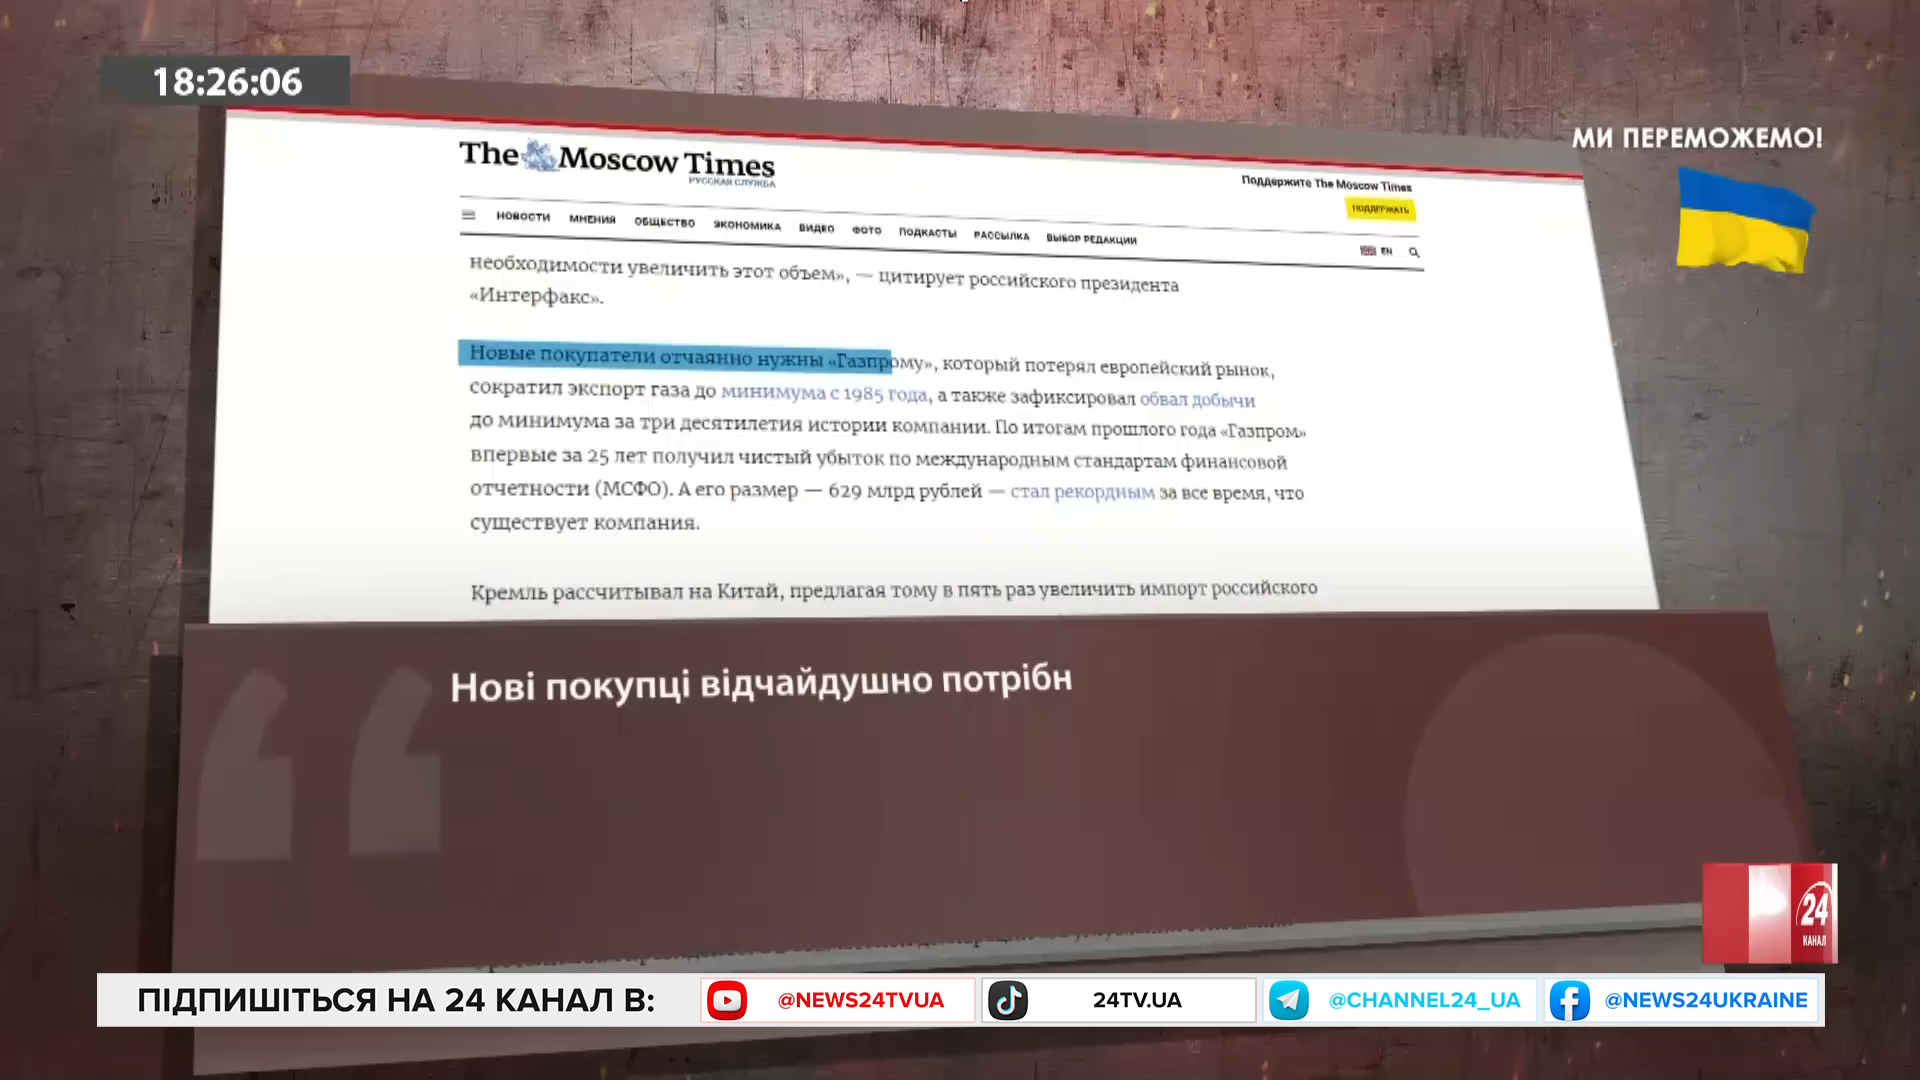 18:26:06
МИ ПЕРЕМОЖЕМО!
The Moscow Times
РУССКАЯ СЛУЖБА
Поддержите The Moscow Times
ПОДДЕРЖАТЬ
НОВОСТИ МНЕНИЯ ОБЩЕСТВО ЭКОНОМИКА ВИДЕО ФОТО ПОДКАСТЫ РАССЫЛКА ВЫБОР РЕДАКЦИИ
EN
необходимости увеличить этот объем», — цитирует российского президента
«Интерфакс».
Новые покупатели отчаянно нужны «Газпрому», который потерял европейский рынок,
сократил экспорт газа до минимума с 1985 года, а также зафиксировал обвал добычи
до минимума за три десятилетия истории компании. По итогам прошлого года «Газпром»
впервые за 25 лет получил чистый убыток по международным стандартам финансовой
отчетности (МСФО). А его размер — 629 млрд рублей — стал рекордным за все время, что
существует компания.
Кремль рассчитывал на Китай, предлагая тому в пять раз увеличить импорт российского
Нові покупці відчайдушно потрібн
24
КАНАЛ
ПІДПИШІТЬСЯ НА 24 КАНАЛ В: @NEWS24TVUA 24TV.UA @CHANNEL24_UA @NEWS24UKRAINE